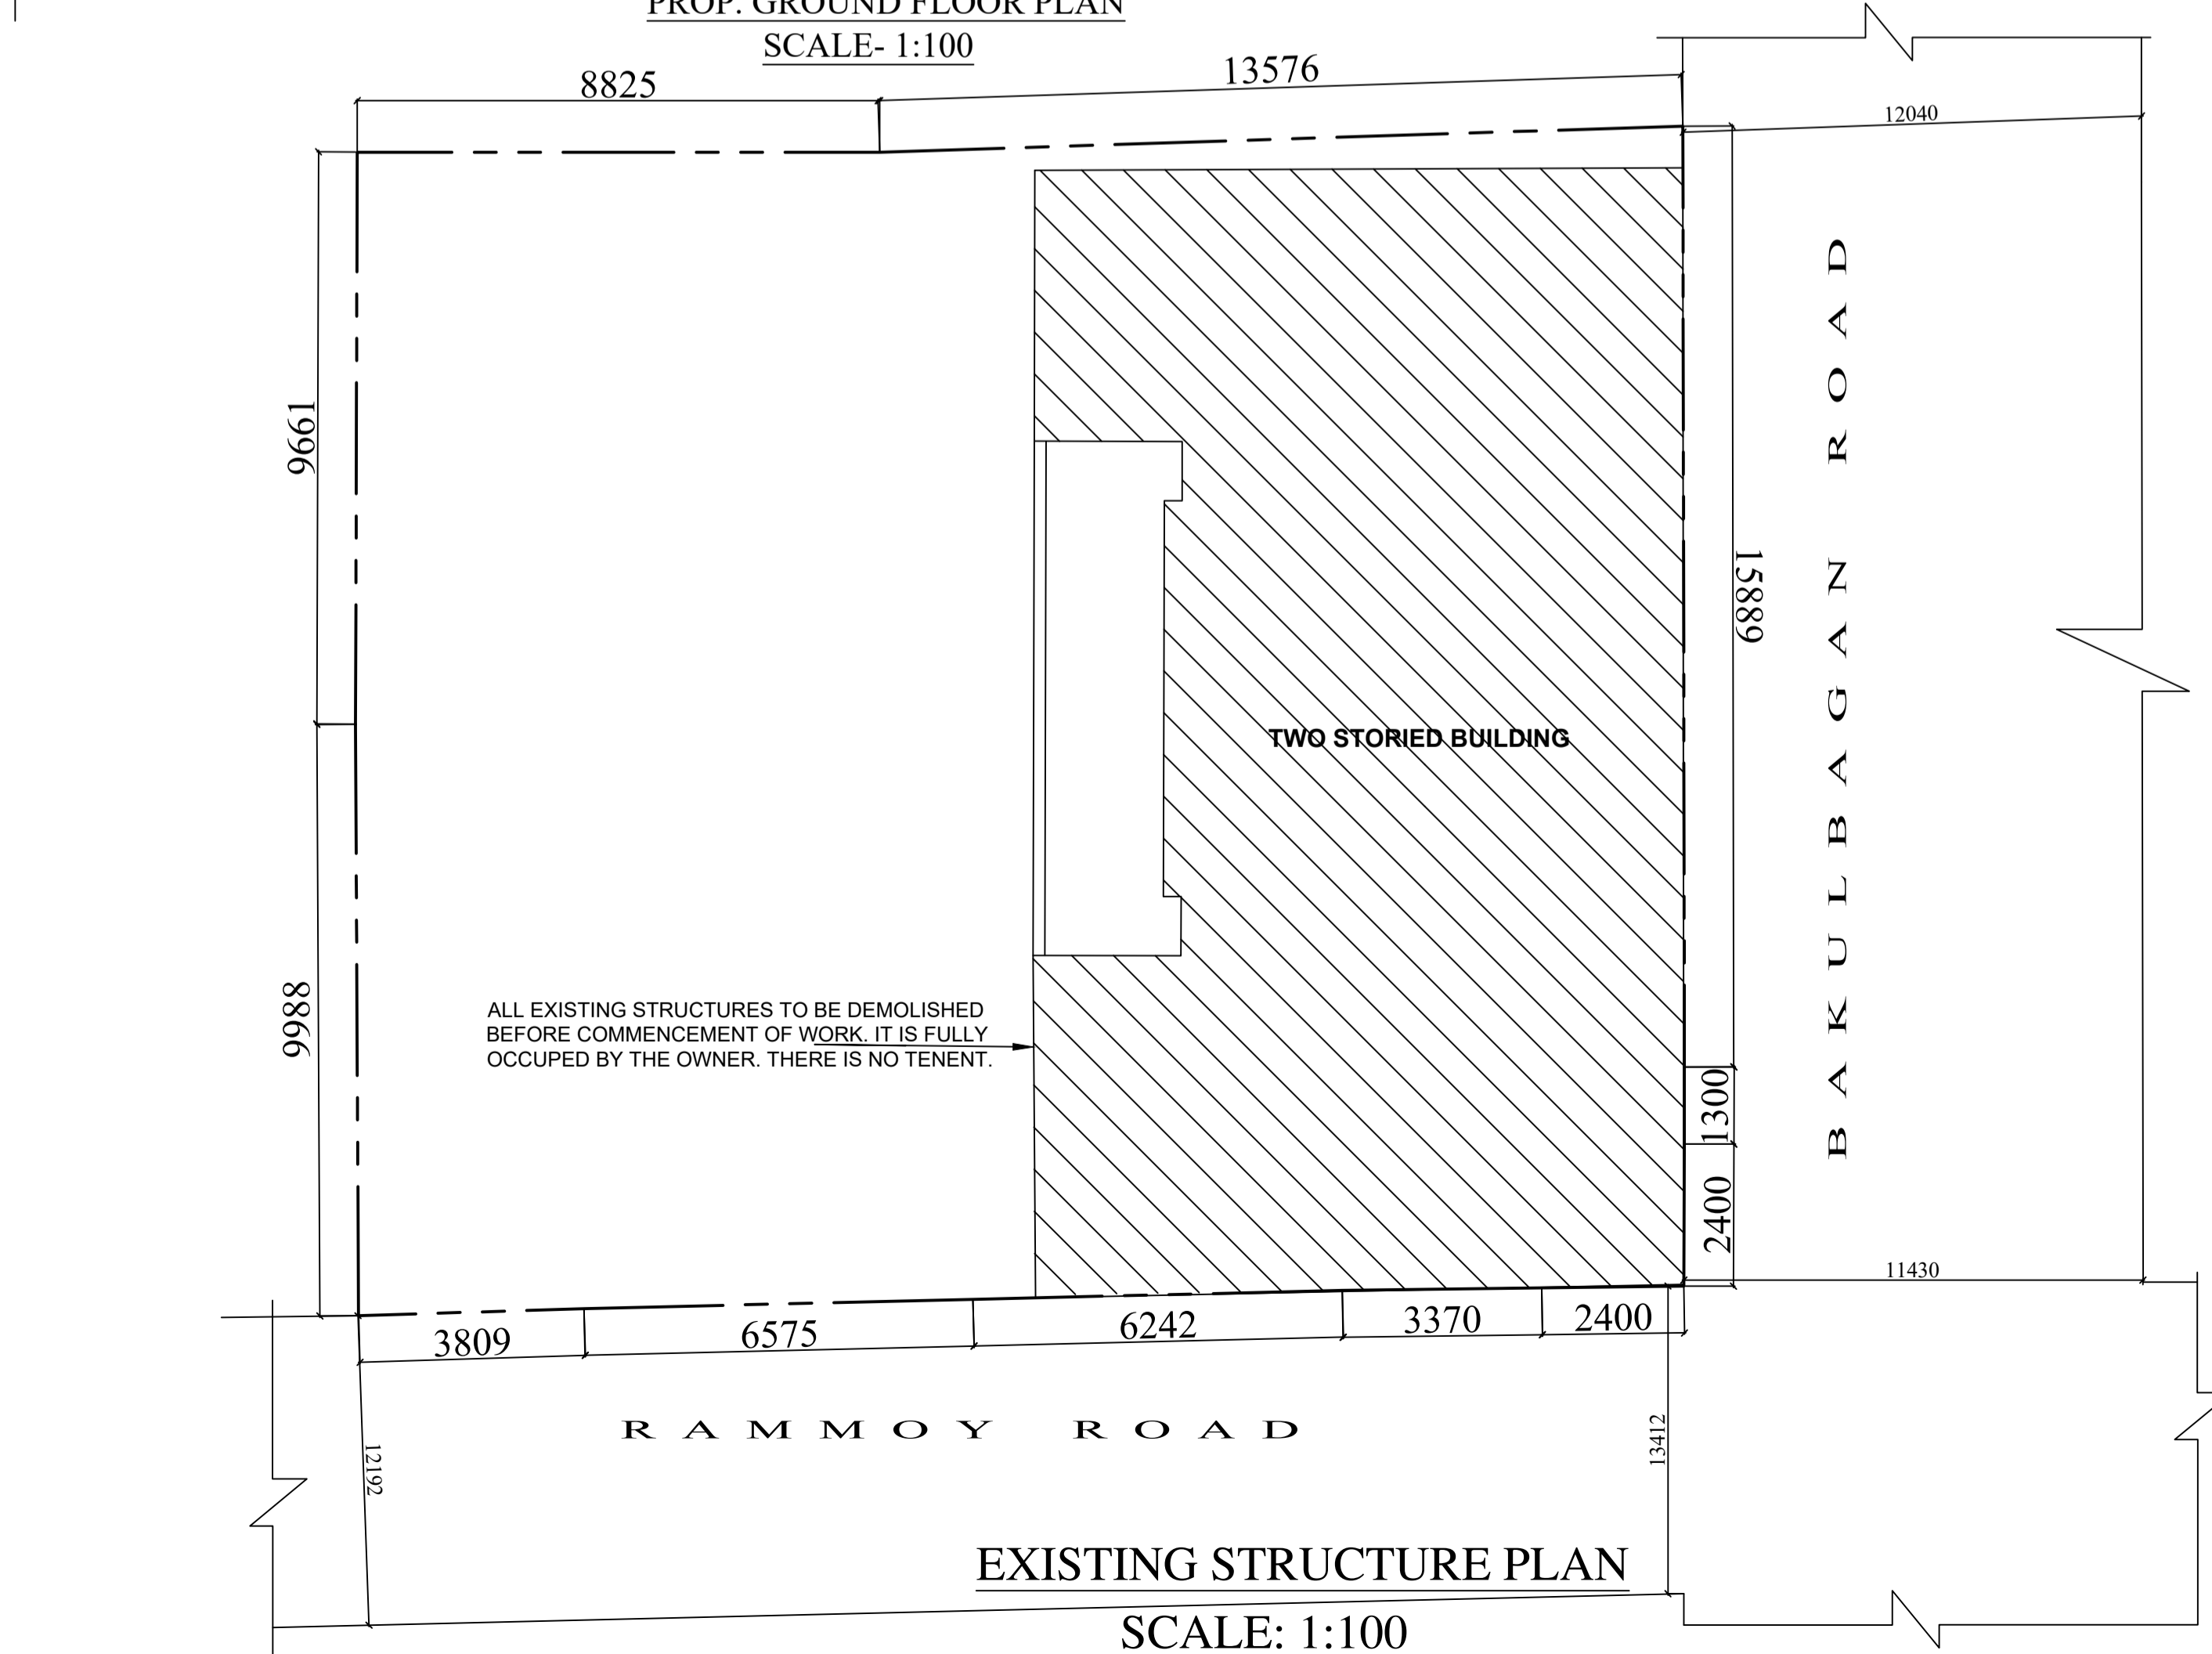 PROP. GROUND FLOOR PLAN
SCALE- 1:100
8825
13576
12040
9661
15889
BAKULBAGAN ROAD
TWO STORIED BUILDING
9988
ALL EXISTING STRUCTURES TO BE DEMOLISHED
BEFORE COMMENCEMENT OF WORK. IT IS FULLY
OCCUPED BY THE OWNER. THERE IS NO TENENT.
1300
2400
11430
3809
6575
6242
3370
2400
RAMMOY ROAD
12192
13412
EXISTING STRUCTURE PLAN
SCALE: 1:100